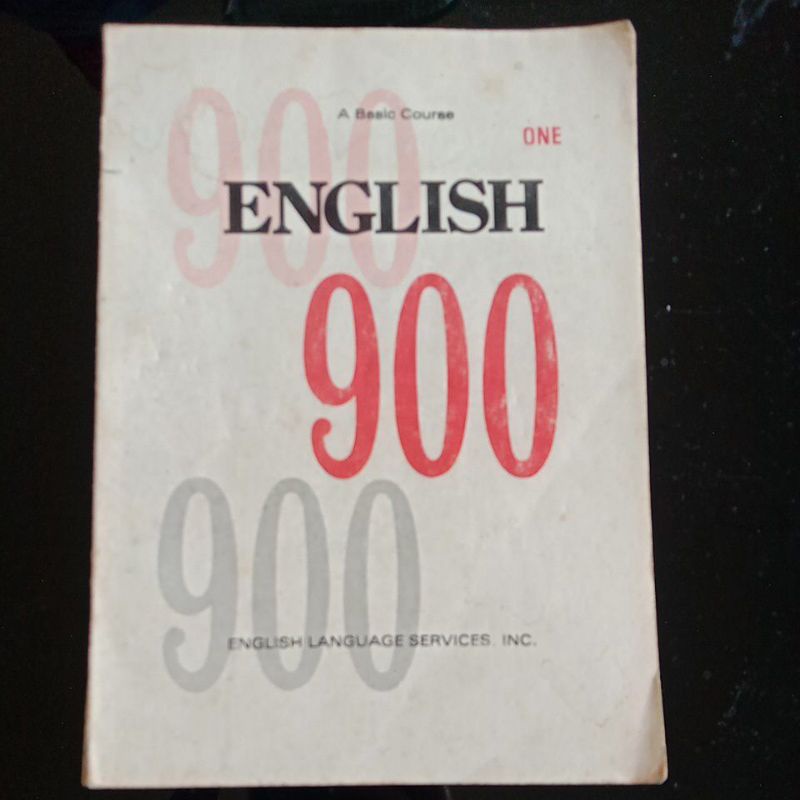 A Basic Course
ONE
900
ENGLISH
900
900
ENGLISH LANGUAGE SERVICES, INC.